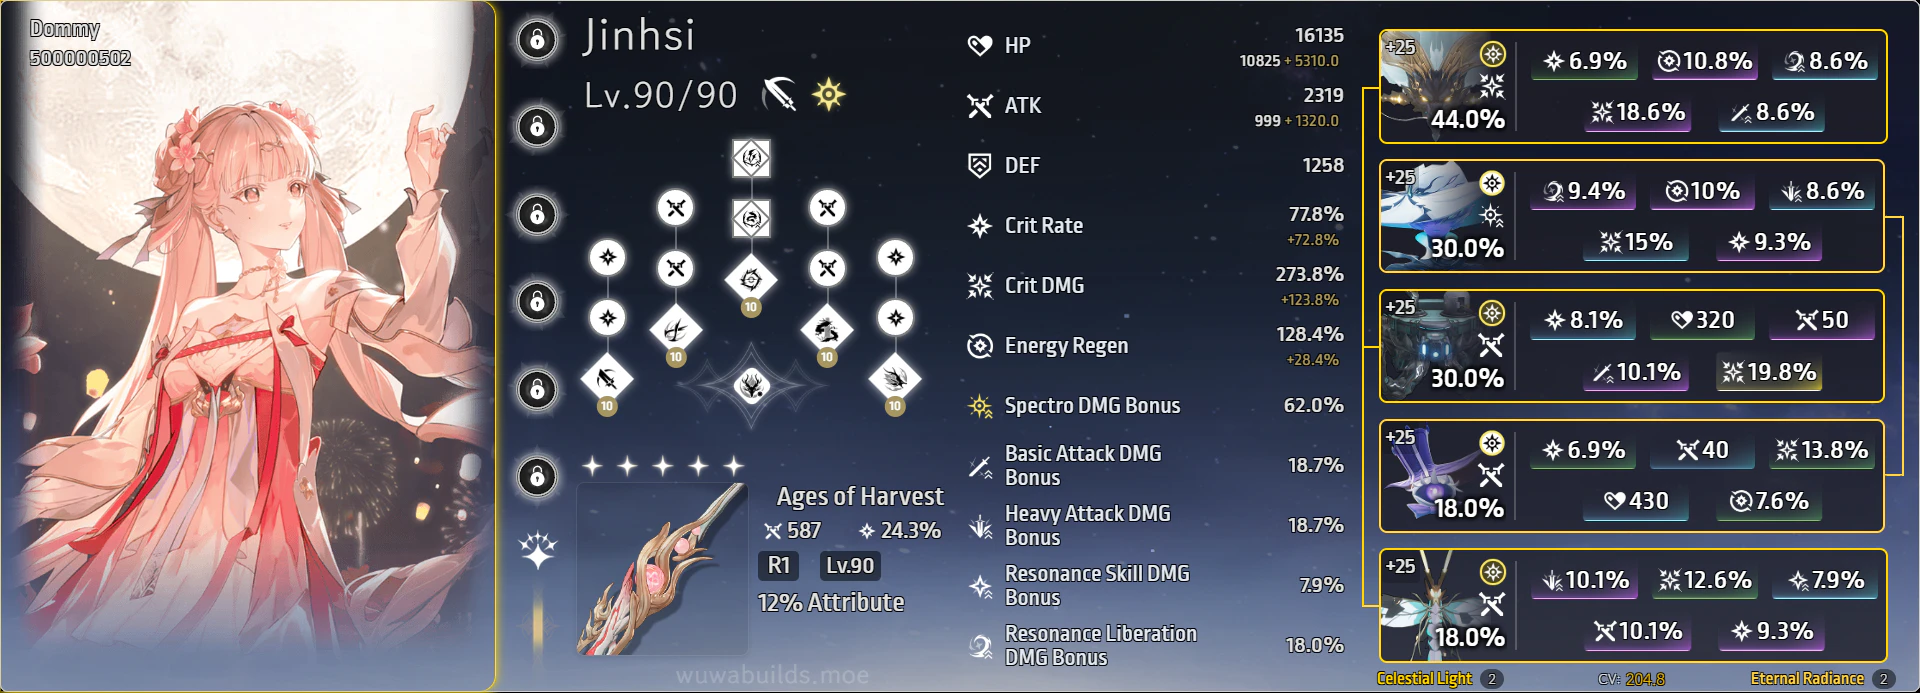 Dommy
500000502
Jinhsi
Lv.90/90
10
10
10
10
10
Ages of Harvest
587 24.3%
R1 Lv.90
12% Attribute
wuwabuilds.moe
HP 16135
10825 + 5310.0
ATK 2319
999 + 1320.0
DEF 1258
Crit Rate 77.8%
+72.8%
Crit DMG 273.8%
+123.8%
Energy Regen 128.4%
+28.4%
Spectro DMG Bonus 62.0%
Basic Attack DMG
Bonus 18.7%
Heavy Attack DMG
Bonus 18.7%
Resonance Skill DMG
Bonus 7.9%
Resonance Liberation
DMG Bonus 18.0%
+25 6.9% 10.8% 8.6%
44.0% 18.6% 8.6%
+25 9.4% 10% 8.6%
30.0% 15% 9.3%
+25 8.1% 320 50
30.0% 10.1% 19.8%
+25 6.9% 40 13.8%
18.0% 430 7.6%
+25 10.1% 12.6% 7.9%
18.0% 10.1% 9.3%
Celestial Light 2 CV: 204.8 Eternal Radiance 2